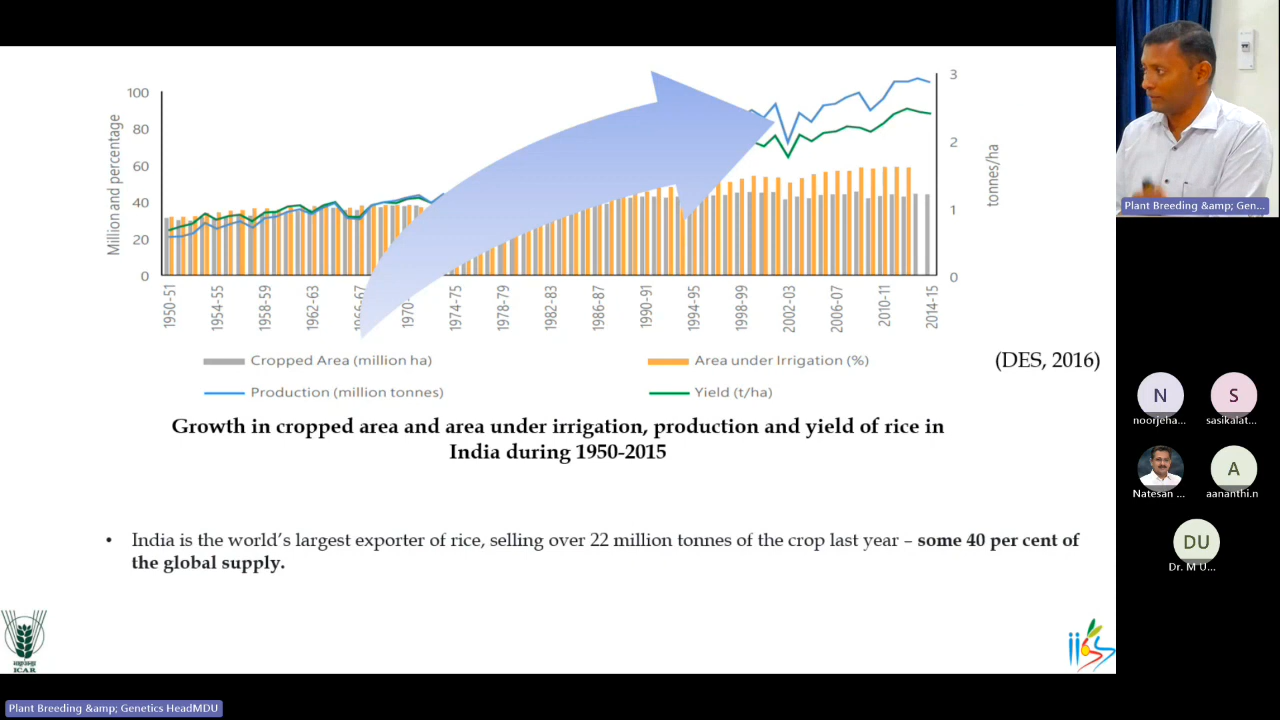 100
80
60
40
20
0
Million and percentage
3
2
1
0
tonnes/ha
1950-51
1954-55
1958-59
1962-63
1966-67
1970-
1974-75
1978-79
1982-83
1986-87
1990-91
1994-95
1998-99
2002-03
2006-07
2010-11
2014-15
Cropped Area (million ha)
Area under Irrigation (%)
Production (million tonnes)
Yield (t/ha)
(DES, 2016)
Growth in cropped area and area under irrigation, production and yield of rice in
India during 1950-2015
• India is the world’s largest exporter of rice, selling over 22 million tonnes of the crop last year – some 40 per cent of
the global supply.
ICAR
Plant Breeding &amp; Gen...
N
noorjeha...
S
sasikalat...
Natesan ...
A
aananthi.n
DU
Dr. M U...
Plant Breeding &amp; Genetics HeadMDU